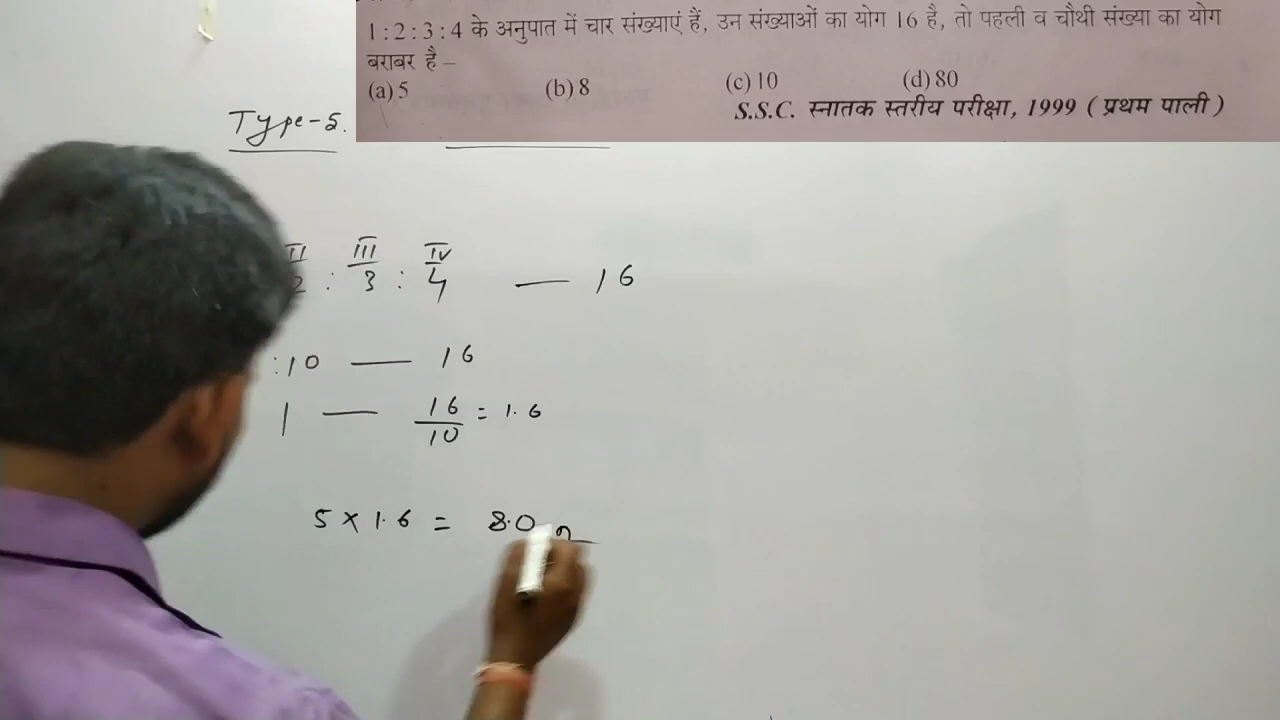 1 : 2 : 3 : 4 के अनुपात में चार संख्याएं हैं, उन संख्याओं का योग 16 है, तो पहली व चौथी संख्या का योग
बराबर है –
(a) 5 (b) 8 (c) 10 (d) 80
S.S.C. स्नातक स्तरीय परीक्षा, 1999 ( प्रथम पाली )
Type-5.
II III IV
2 : 3 : 4 — 16
:10 — 16
1 — 16/10 = 1.6
5 × 1.6 = 8.0